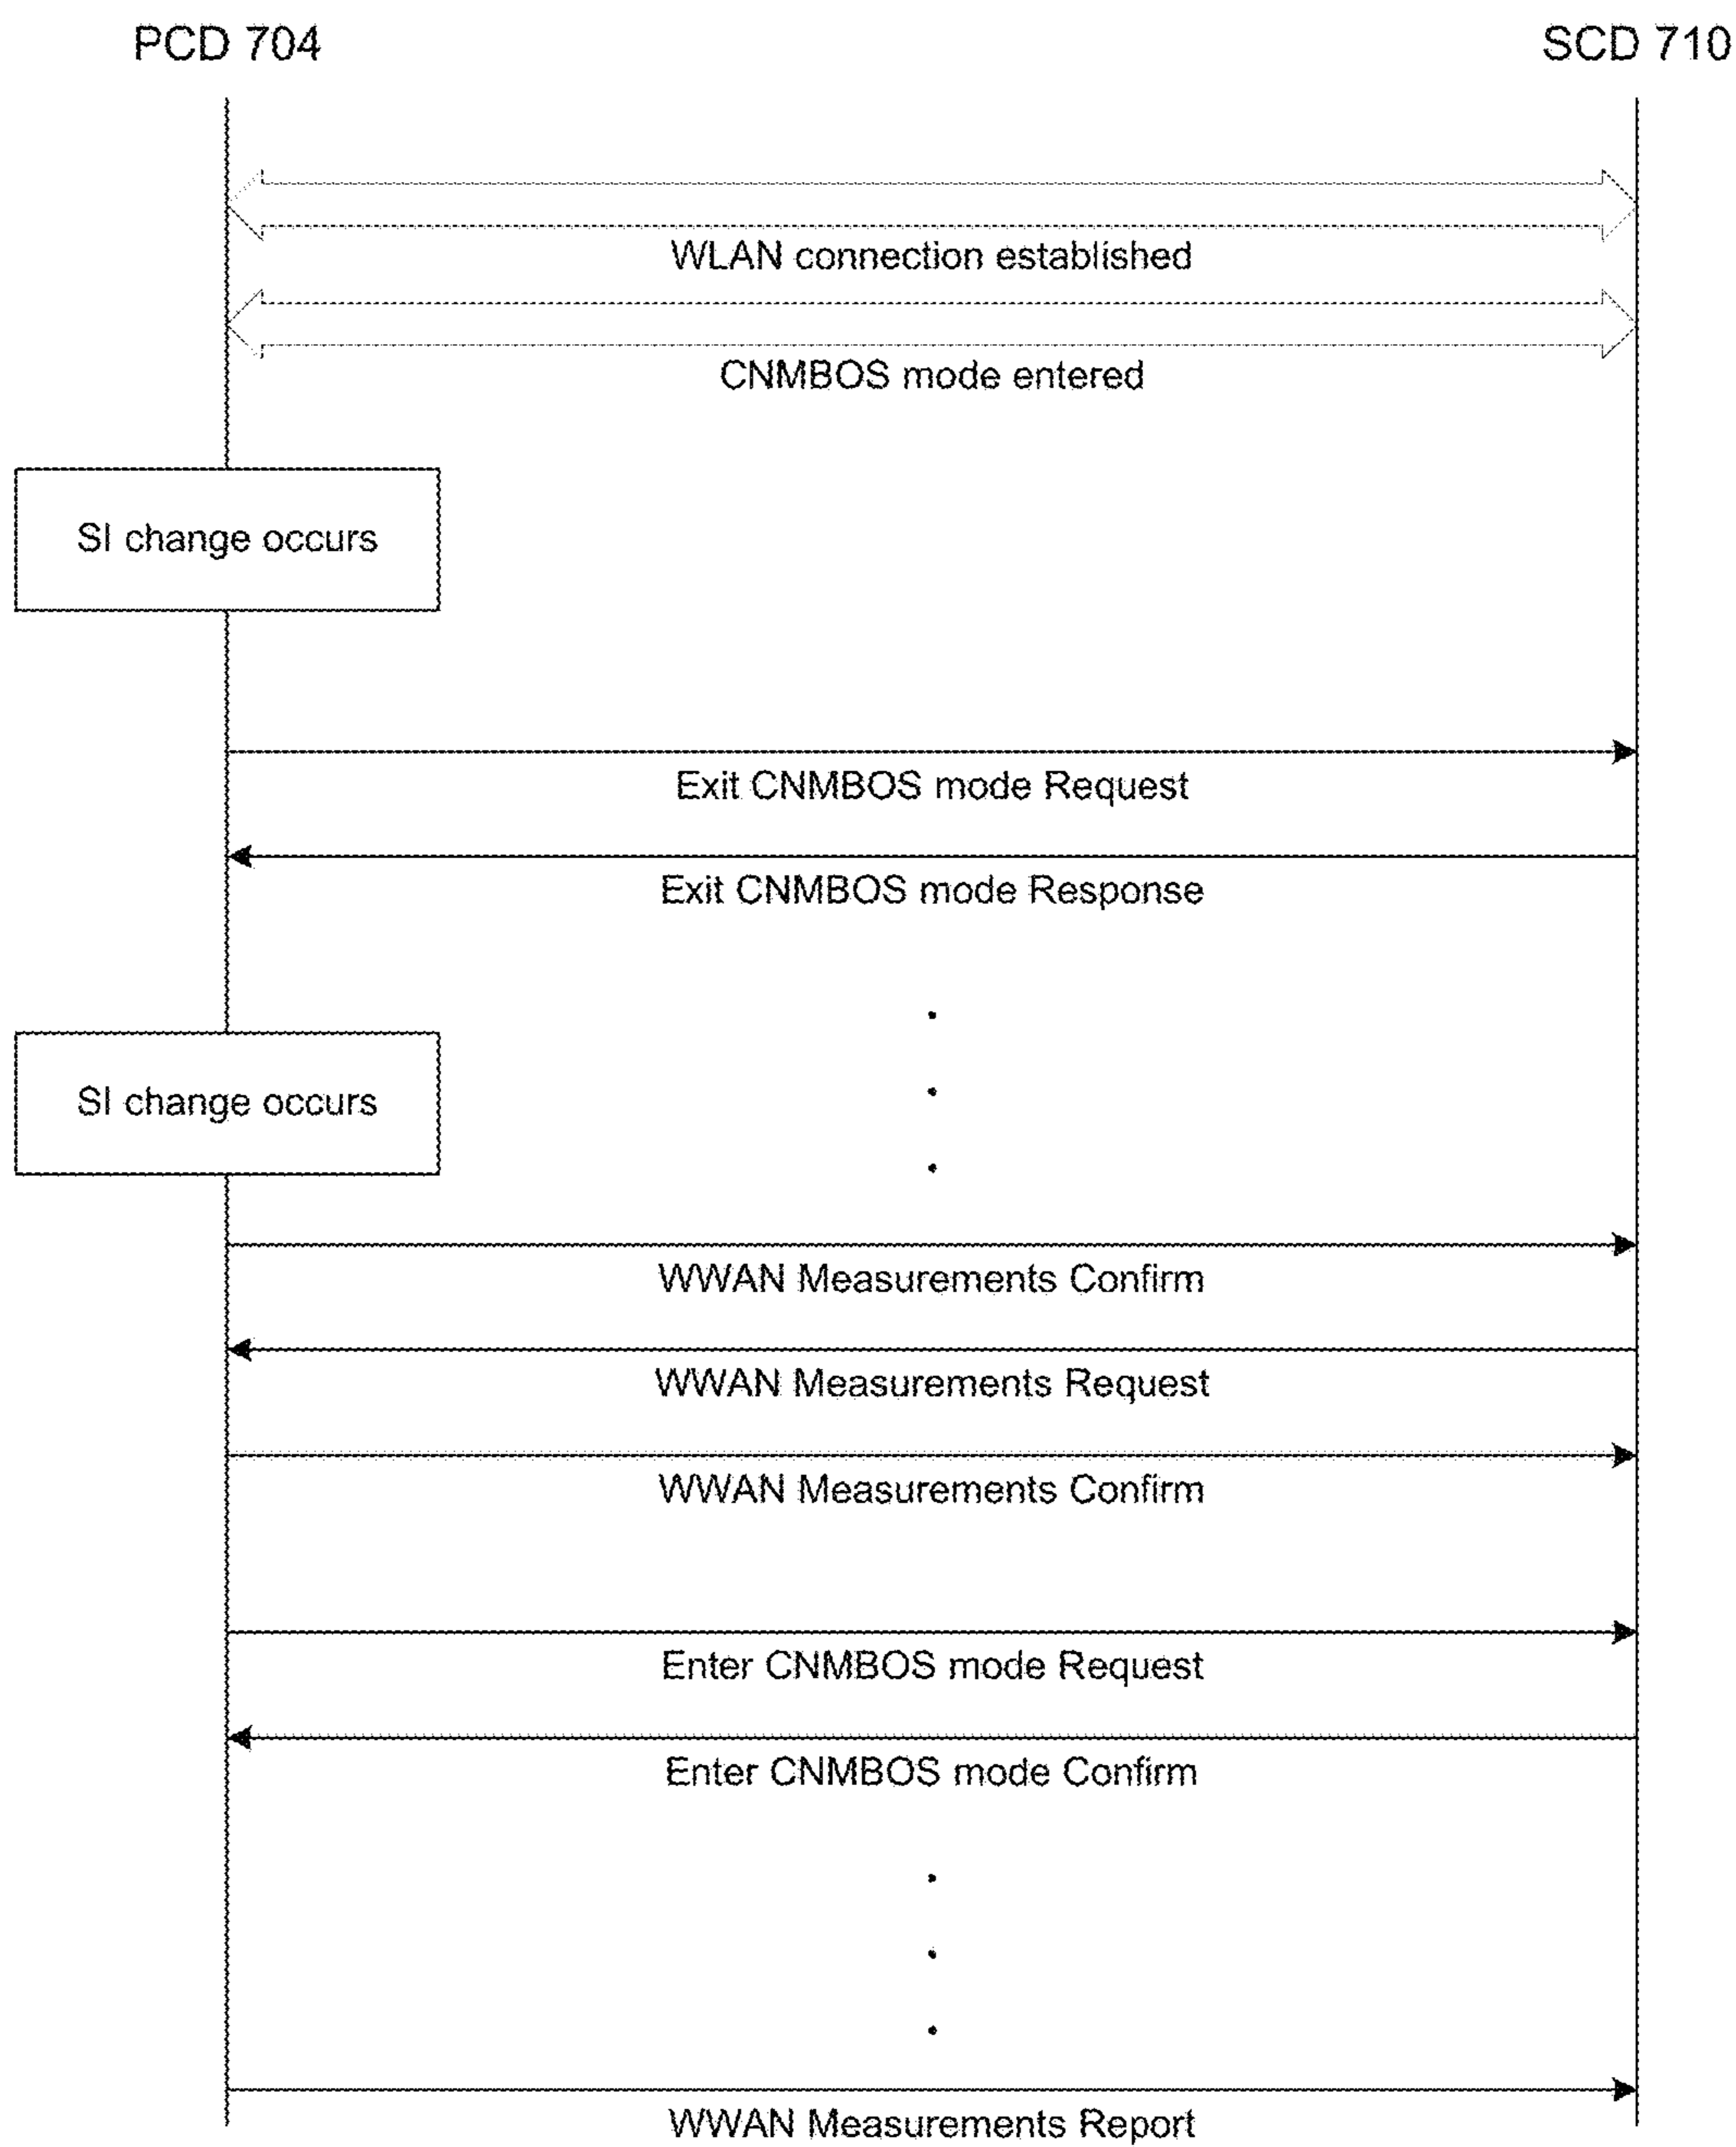 PCD 704
SCD 710
WLAN connection established
CNMBOS mode entered
SI change occurs
Exit CNMBOS mode Request
Exit CNMBOS mode Response
SI change occurs
WWAN Measurements Confirm
WWAN Measurements Request
WWAN Measurements Confirm
Enter CNMBOS mode Request
Enter CNMBOS mode Confirm
WWAN Measurements Report